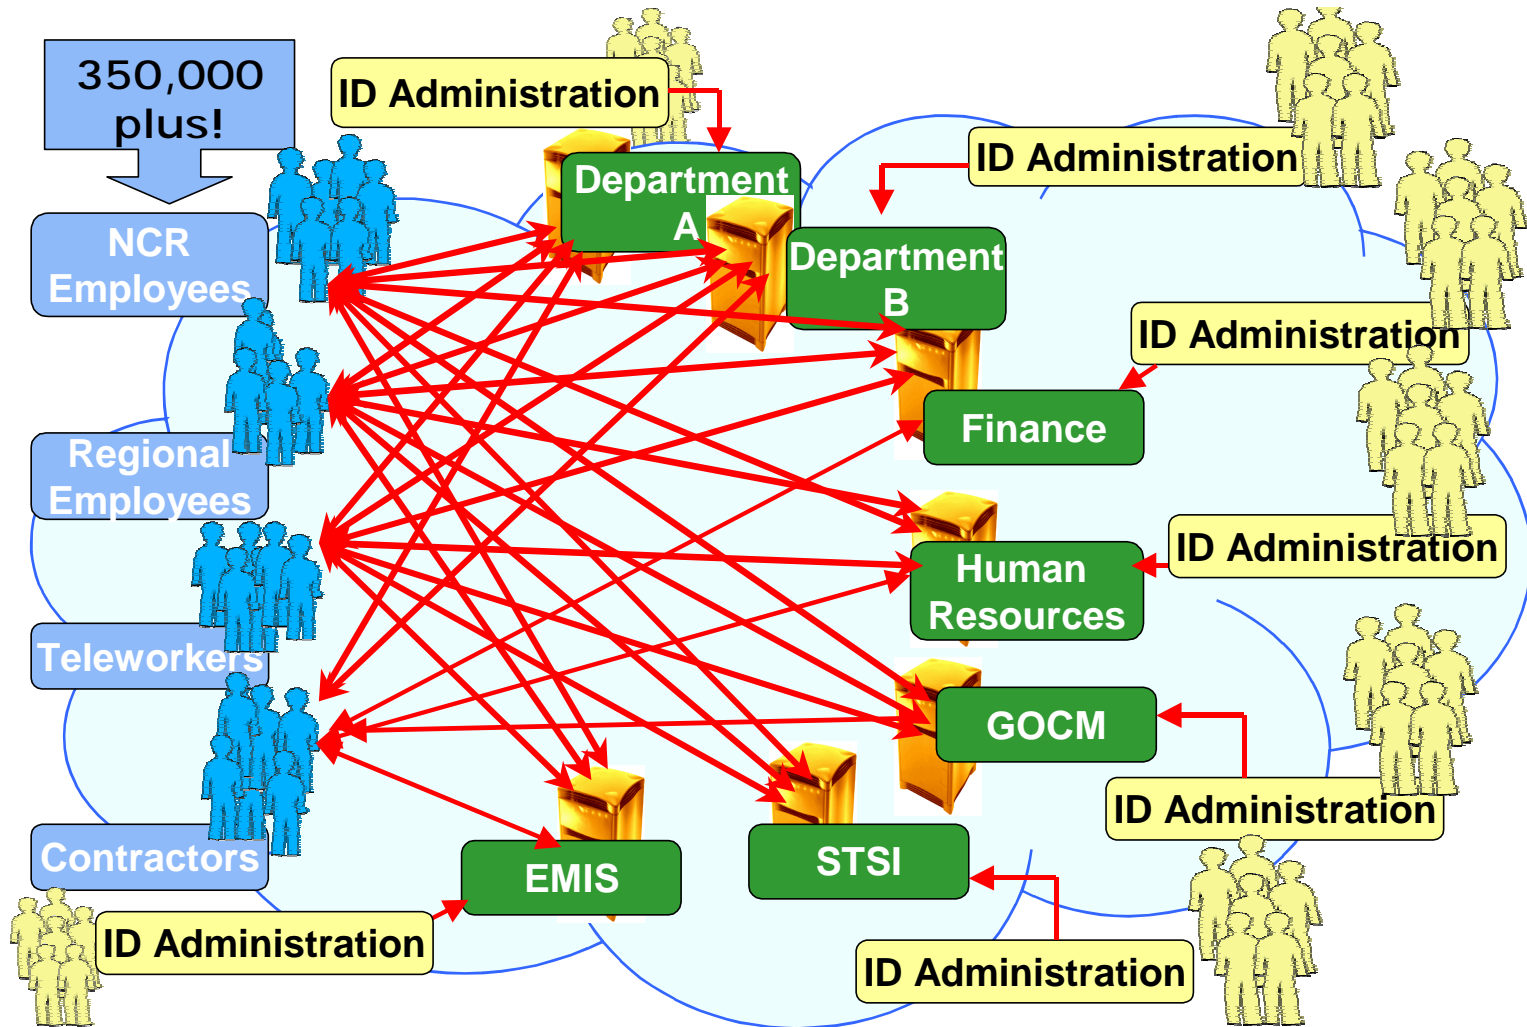 350,000
plus!
ID Administration
Department
A
ID Administration
NCR
Employees
Department
B
ID Administration
Finance
Regional
Employees
ID Administration
Human
Resources
Teleworkers
GOCM
ID Administration
Contractors
EMIS
STSI
ID Administration
ID Administration